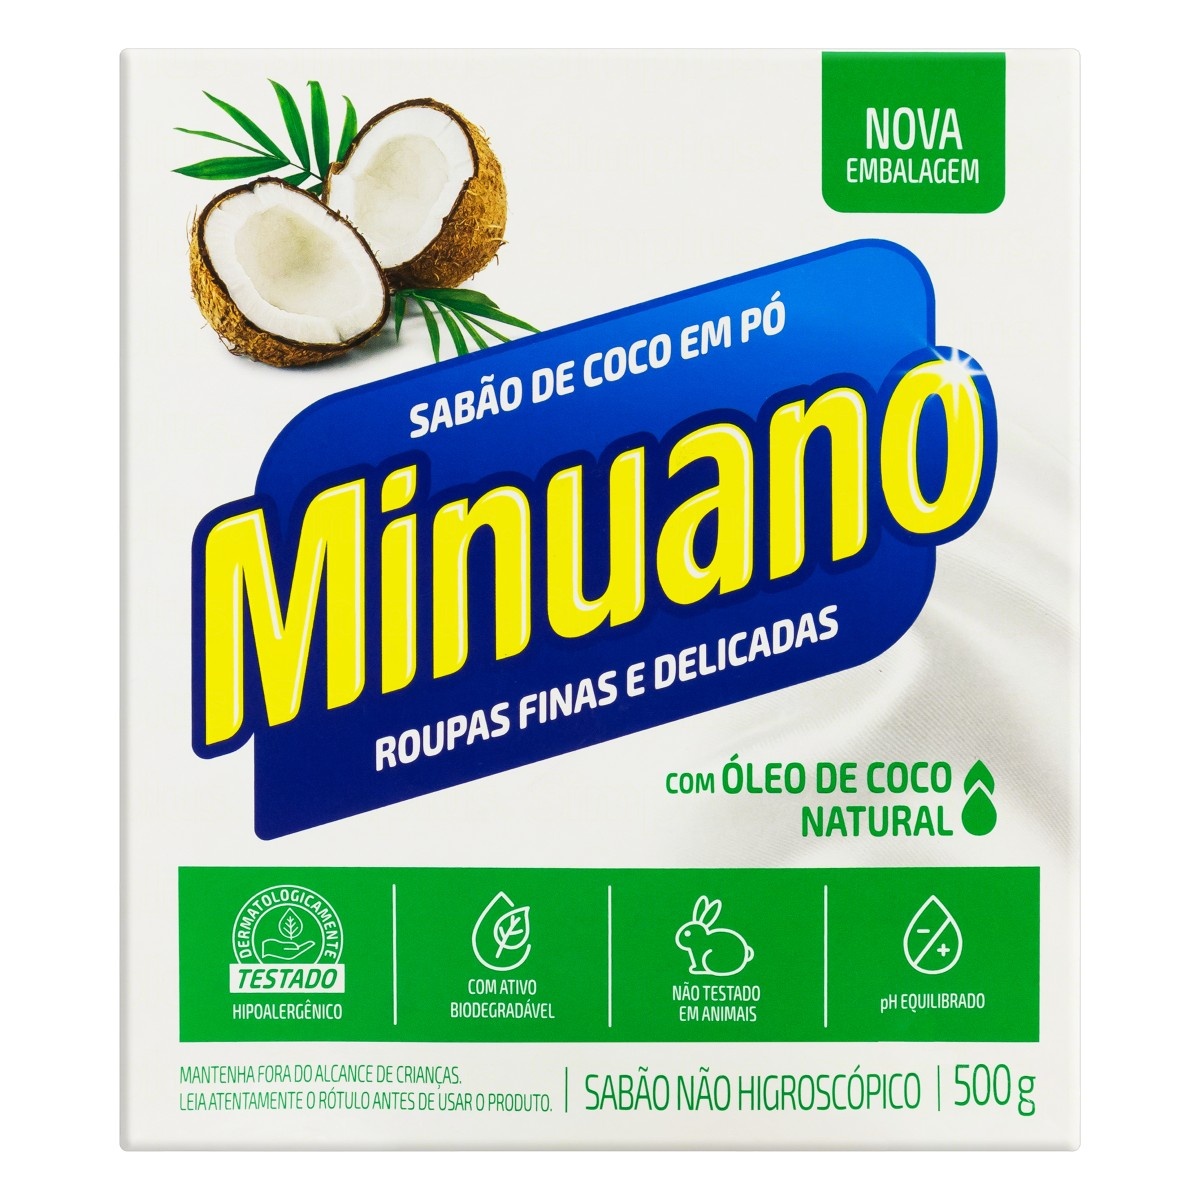 NOVA
EMBALAGEM
SABÃO DE COCO EM PÓ
Minuano
ROUPAS FINAS E DELICADAS
COM ÓLEO DE COCO
NATURAL
DERMATOLOGICAMENTE
TESTADO
HIPOALERGÊNICO
COM ATIVO
BIODEGRADÁVEL
NÃO TESTADO
EM ANIMAIS
pH EQUILIBRADO
MANTENHA FORA DO ALCANCE DE CRIANÇAS.
LEIA ATENTAMENTE O RÓTULO ANTES DE USAR O PRODUTO.
SABÃO NÃO HIGROSCÓPICO
500g